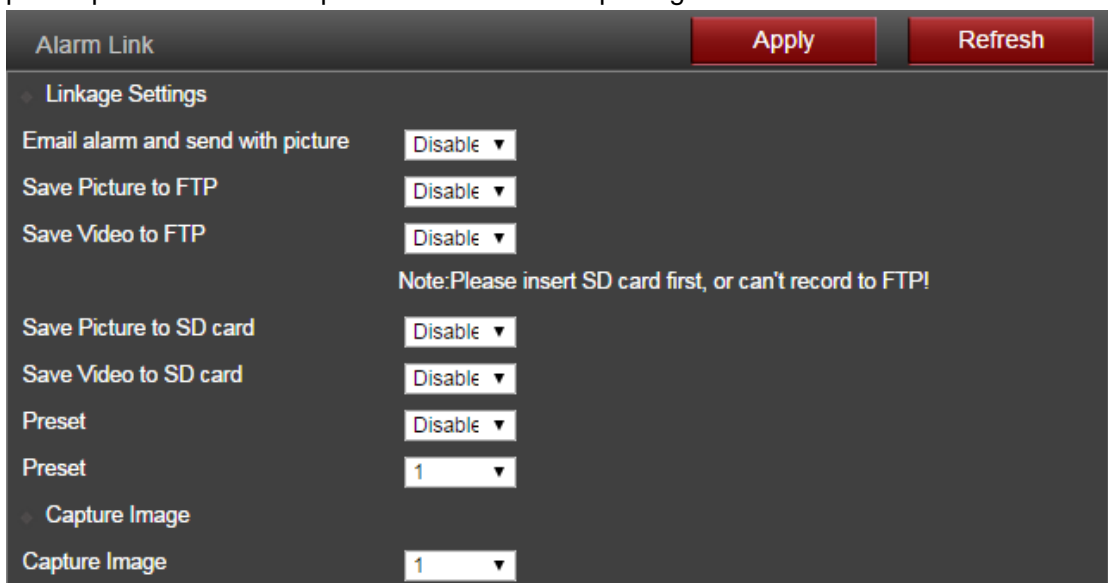 Alarm Link Apply Refresh
Linkage Settings
Email alarm and send with picture Disable
Save Picture to FTP Disable
Save Video to FTP Disable
Note:Please insert SD card first, or can't record to FTP!
Save Picture to SD card Disable
Save Video to SD card Disable
Preset Disable
Preset 1
Capture Image
Capture Image 1